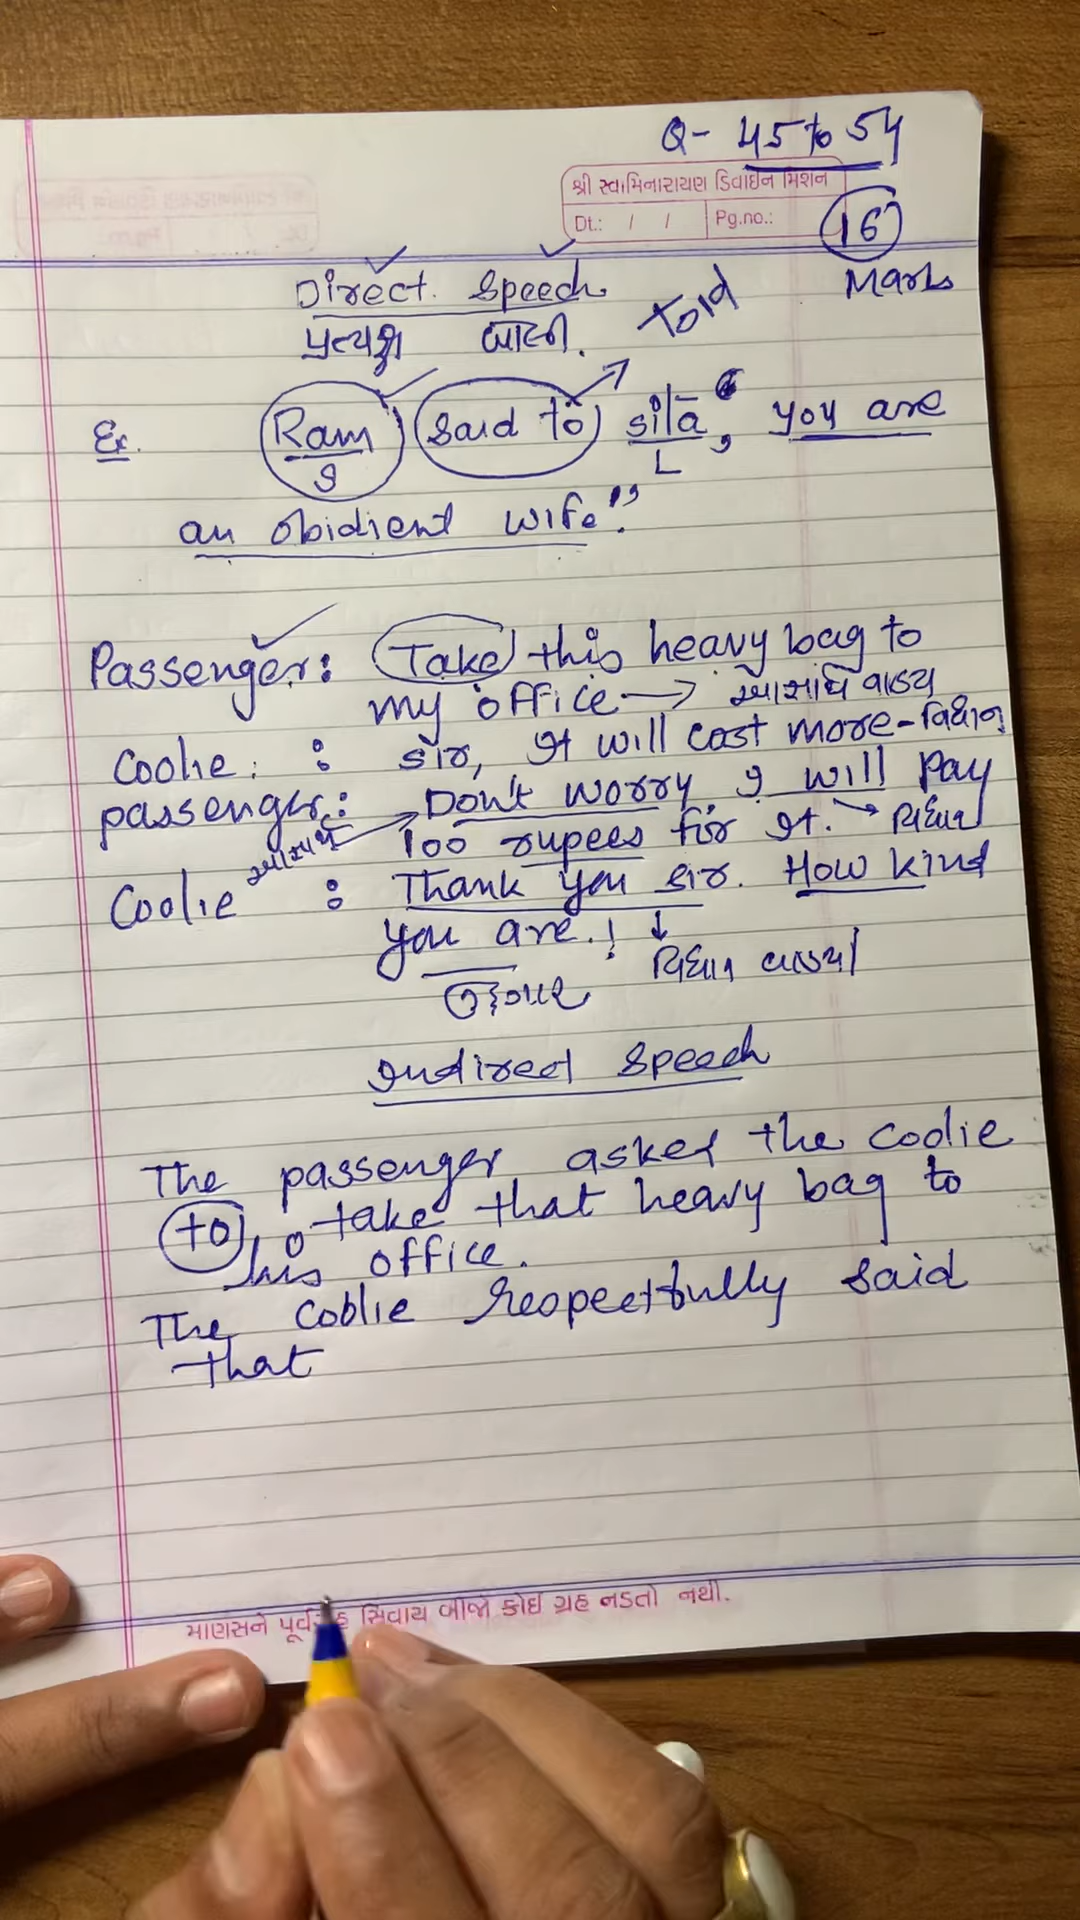 Q- 45 to 54
શ્રી સ્વામિનારાયણ ડિવાઈન મિશન
Dt.: / / Pg.no.:
16
Marks
Direct. Speech
Told
પ્રત્યક્ષ
Ex. Ram said to sita, "you are
S L
an obidient wife."
Passenger: Take this heavy bag to
my office → વાક્ય
Coolie : sir, It will cost more - વિધાન
passenger: Don't worry, I will pay
100 rupees for It. → વિધાન
Coolie : Thank you sir. How kind
you are.! ↓
વિધાન વાક્ય
Indirect Speech
The passenger asked the coolie
to take that heavy bag to
his office.
The coolie respectfully said
that
માણસને પૂર્વગ્રહ સિવાય બીજો કોઈ ગ્રહ નડતો નથી.